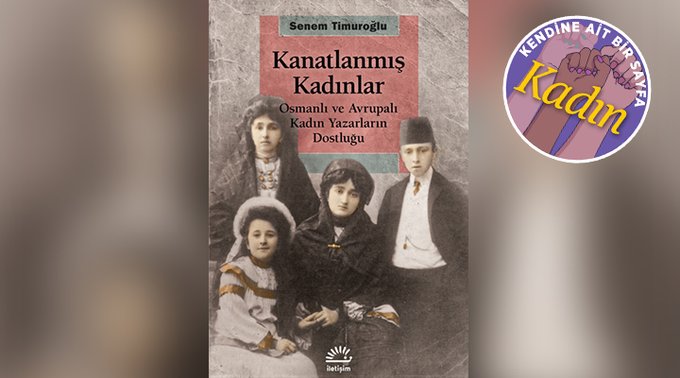 Senem Timuroğlu
Kanatlanmış
Kadınlar
Osmanlı ve Avrupalı
Kadın Yazarların
Dostluğu
iletişim
KENDİNE AİT BİR SAYFA
Kadın